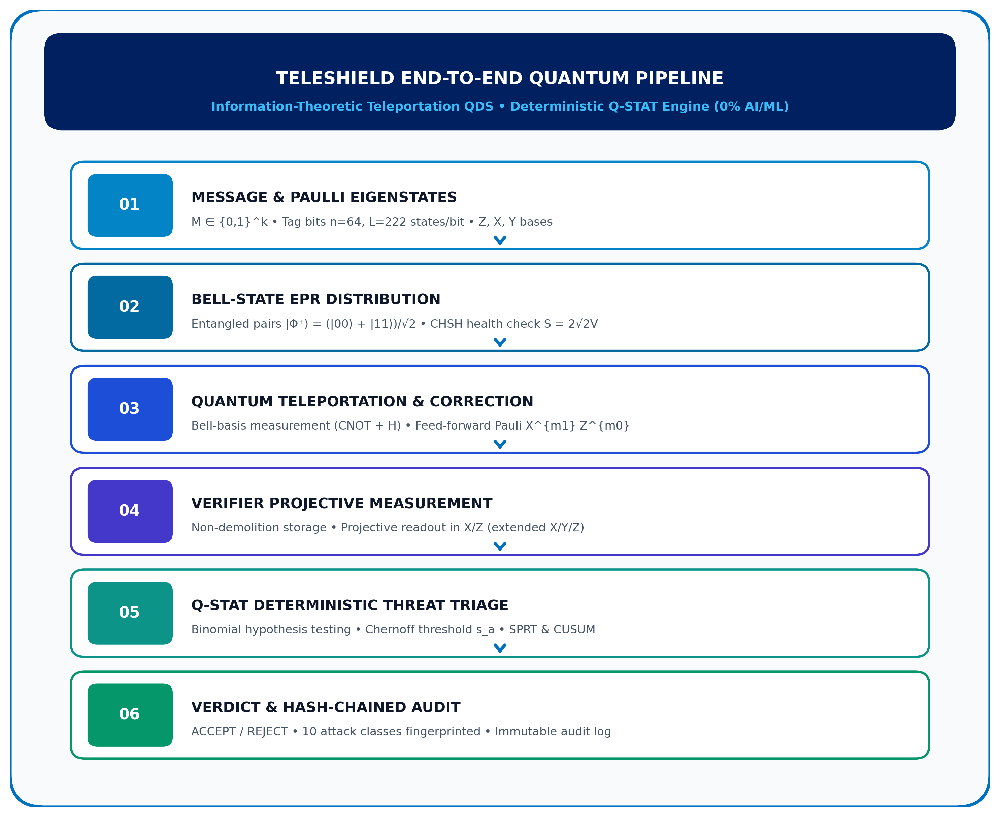 TELESHIELD END-TO-END QUANTUM PIPELINE
Information-Theoretic Teleportation QDS • Deterministic Q-STAT Engine (0% AI/ML)
01
MESSAGE & PAULLI EIGENSTATES
M ∈ {0,1}^k • Tag bits n=64, L=222 states/bit • Z, X, Y bases
02
BELL-STATE EPR DISTRIBUTION
Entangled pairs |Φ⁺⟩ = (|00⟩ + |11⟩)/√2 • CHSH health check S = 2√2V
03
QUANTUM TELEPORTATION & CORRECTION
Bell-basis measurement (CNOT + H) • Feed-forward Pauli X^{m1} Z^{m0}
04
VERIFIER PROJECTIVE MEASUREMENT
Non-demolition storage • Projective readout in X/Z (extended X/Y/Z)
05
Q-STAT DETERMINISTIC THREAT TRIAGE
Binomial hypothesis testing • Chernoff threshold s_a • SPRT & CUSUM
06
VERDICT & HASH-CHAINED AUDIT
ACCEPT / REJECT • 10 attack classes fingerprinted • Immutable audit log